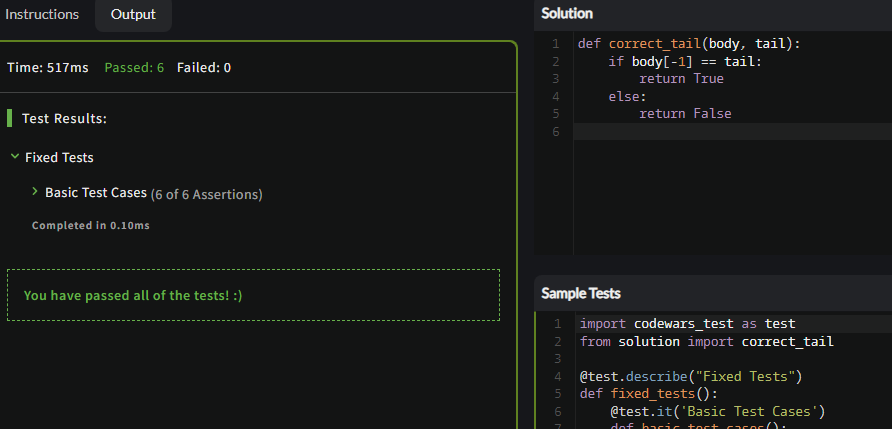 Instructions
Output
Time: 517ms Passed: 6 Failed: 0
Test Results:
Fixed Tests
Basic Test Cases (6 of 6 Assertions)
Completed in 0.10ms
You have passed all of the tests! :)
Solution
1 def correct_tail(body, tail):
2     if body[-1] == tail:
3         return True
4     else:
5         return False
6
Sample Tests
1 import codewars_test as test
2 from solution import correct_tail
3
4 @test.describe("Fixed Tests")
5 def fixed_tests():
6     @test.it('Basic Test Cases')
7     def basic_test_cases():